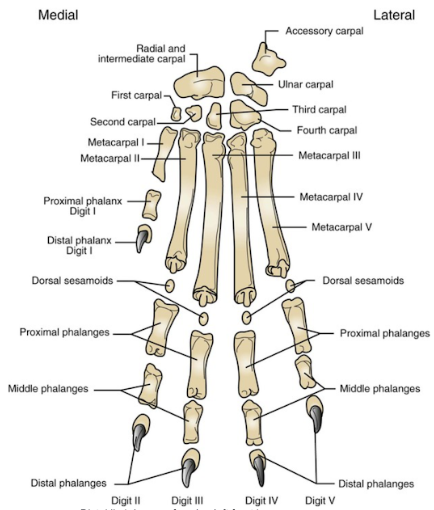 Medial
Lateral
Accessory carpal
Radial and
intermediate carpal
Ulnar carpal
First carpal
Third carpal
Second carpal
Fourth carpal
Metacarpal I
Metacarpal II
Metacarpal III
Metacarpal IV
Proximal phalanx
Digit I
Metacarpal V
Distal phalanx
Digit I
Dorsal sesamoids
Dorsal sesamoids
Proximal phalanges
Proximal phalanges
Middle phalanges
Middle phalanges
Distal phalanges
Distal phalanges
Digit II
Digit III
Digit IV
Digit V